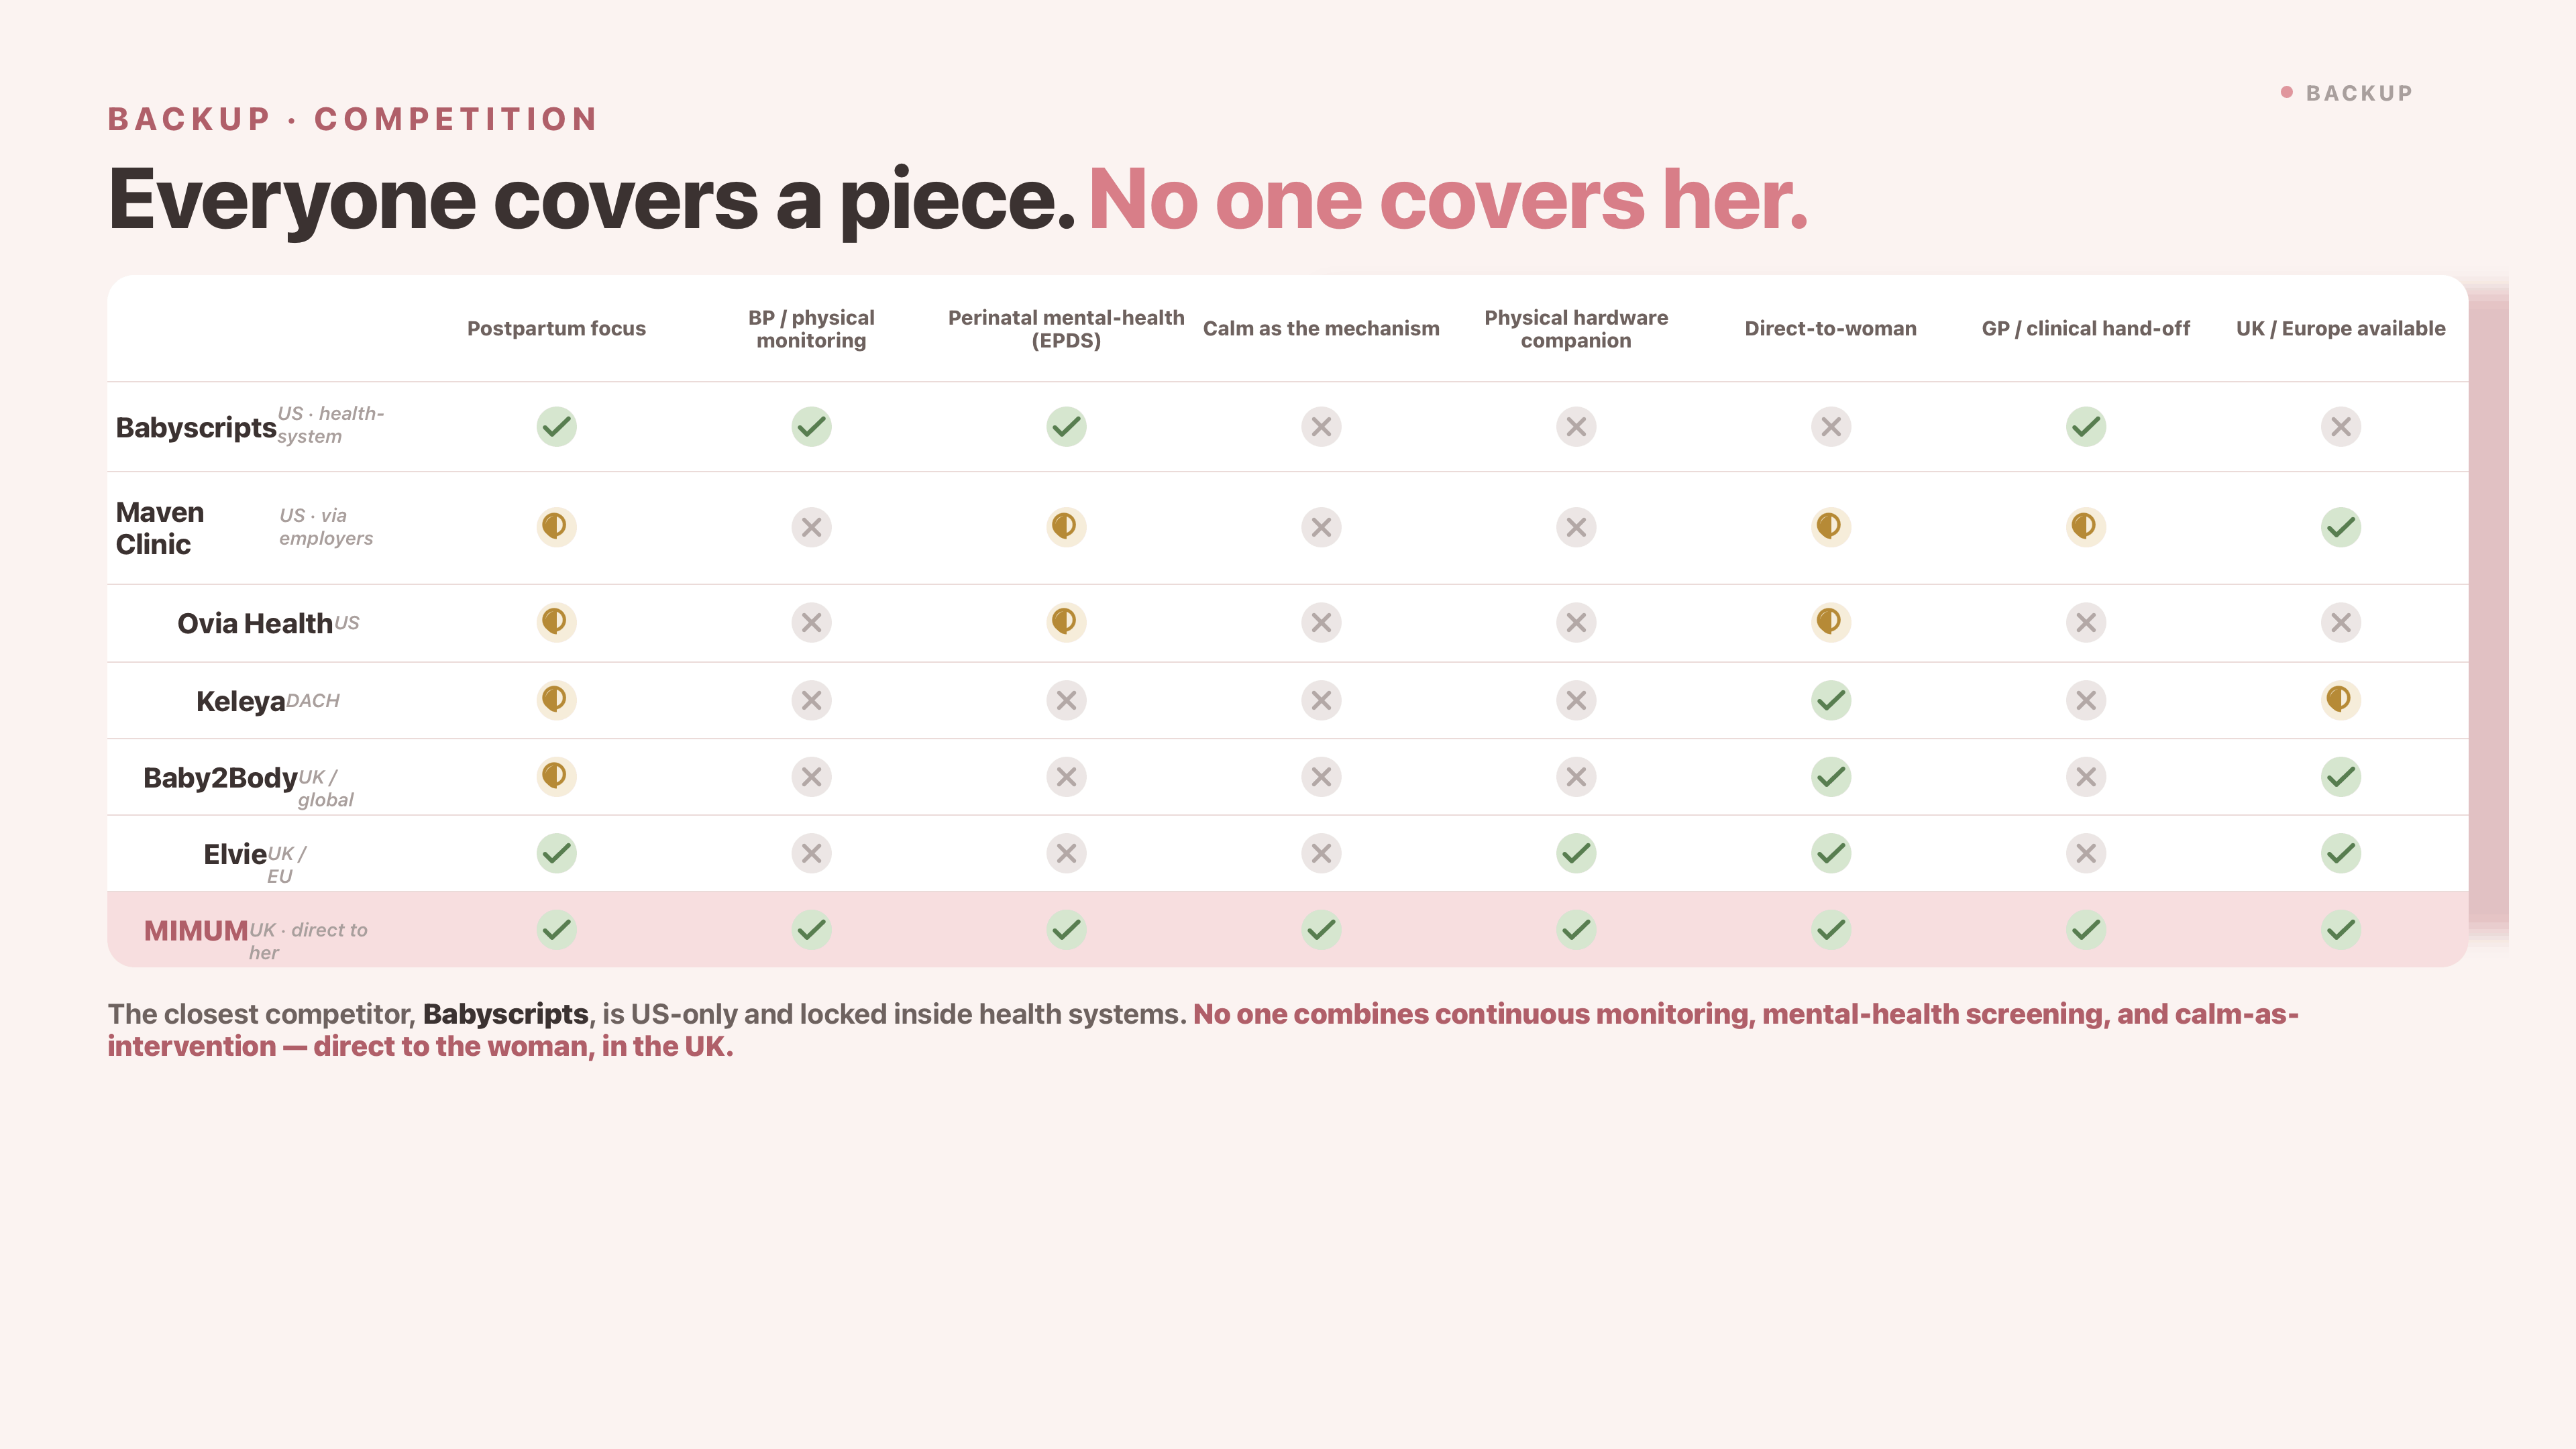 BACKUP
BACKUP · COMPETITION
Everyone covers a piece. No one covers her.
Postpartum focus
BP / physical
monitoring
Perinatal mental-health
(EPDS)
Calm as the mechanism
Physical hardware
companion
Direct-to-woman
GP / clinical hand-off
UK / Europe available
Babyscripts
US · health-
system
Maven
Clinic
US · via
employers
Ovia Health US
Keleya DACH
Baby2Body UK /
global
Elvie UK /
EU
MIMUM UK · direct to
her
The closest competitor, Babyscripts, is US-only and locked inside health systems. No one combines continuous monitoring, mental-health screening, and calm-as-
intervention — direct to the woman, in the UK.